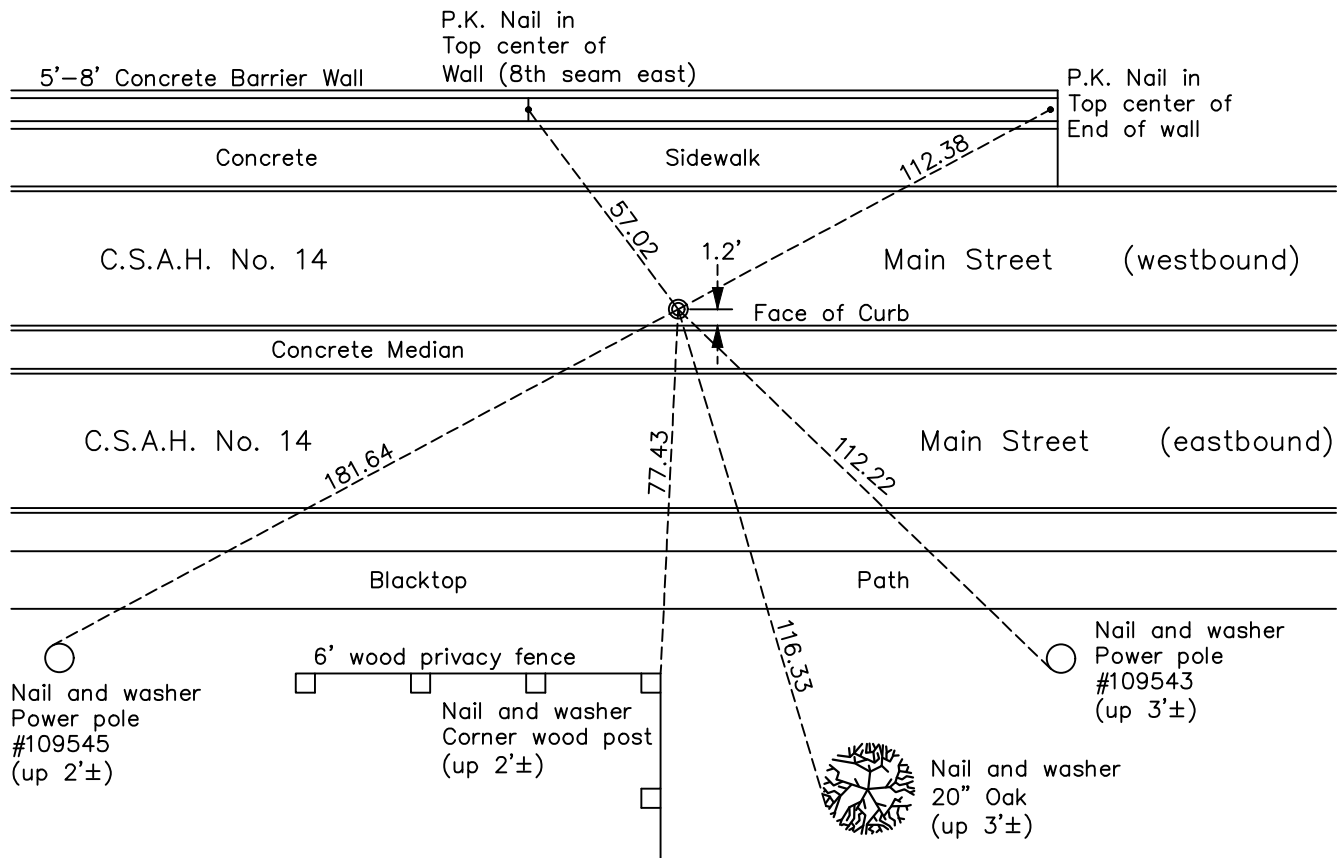 P.K. Nail in
Top center of
Wall (8th seam east)
5'-8' Concrete Barrier Wall
P.K. Nail in
Top center of
End of wall
Concrete
Sidewalk
112.38
57.02
1.2'
C.S.A.H. No. 14
Main Street (westbound)
Face of Curb
Concrete Median
C.S.A.H. No. 14
Main Street (eastbound)
181.64
77.43
112.22
Blacktop
Path
116.33
6' wood privacy fence
Nail and washer
Power pole
#109543
(up 3'±)
Nail and washer
Power pole
#109545
(up 2'±)
Nail and washer
Corner wood post
(up 2'±)
Nail and washer
20" Oak
(up 3'±)